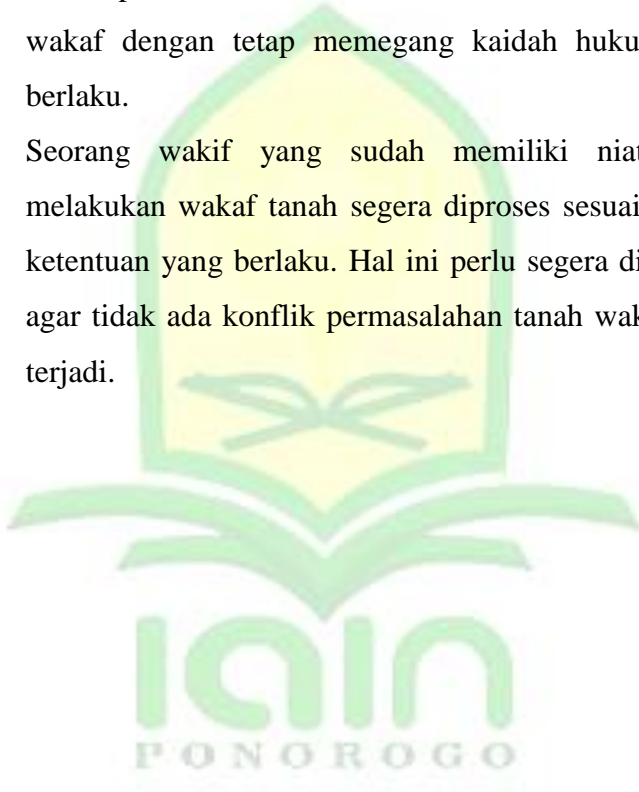 wakaf dengan tetap memegang kaidah huku
berlaku.
Seorang wakif yang sudah memiliki niat
melakukan wakaf tanah segera diproses sesuai
ketentuan yang berlaku. Hal ini perlu segera di
agar tidak ada konflik permasalahan tanah wak
terjadi.
iain
PONOROGO